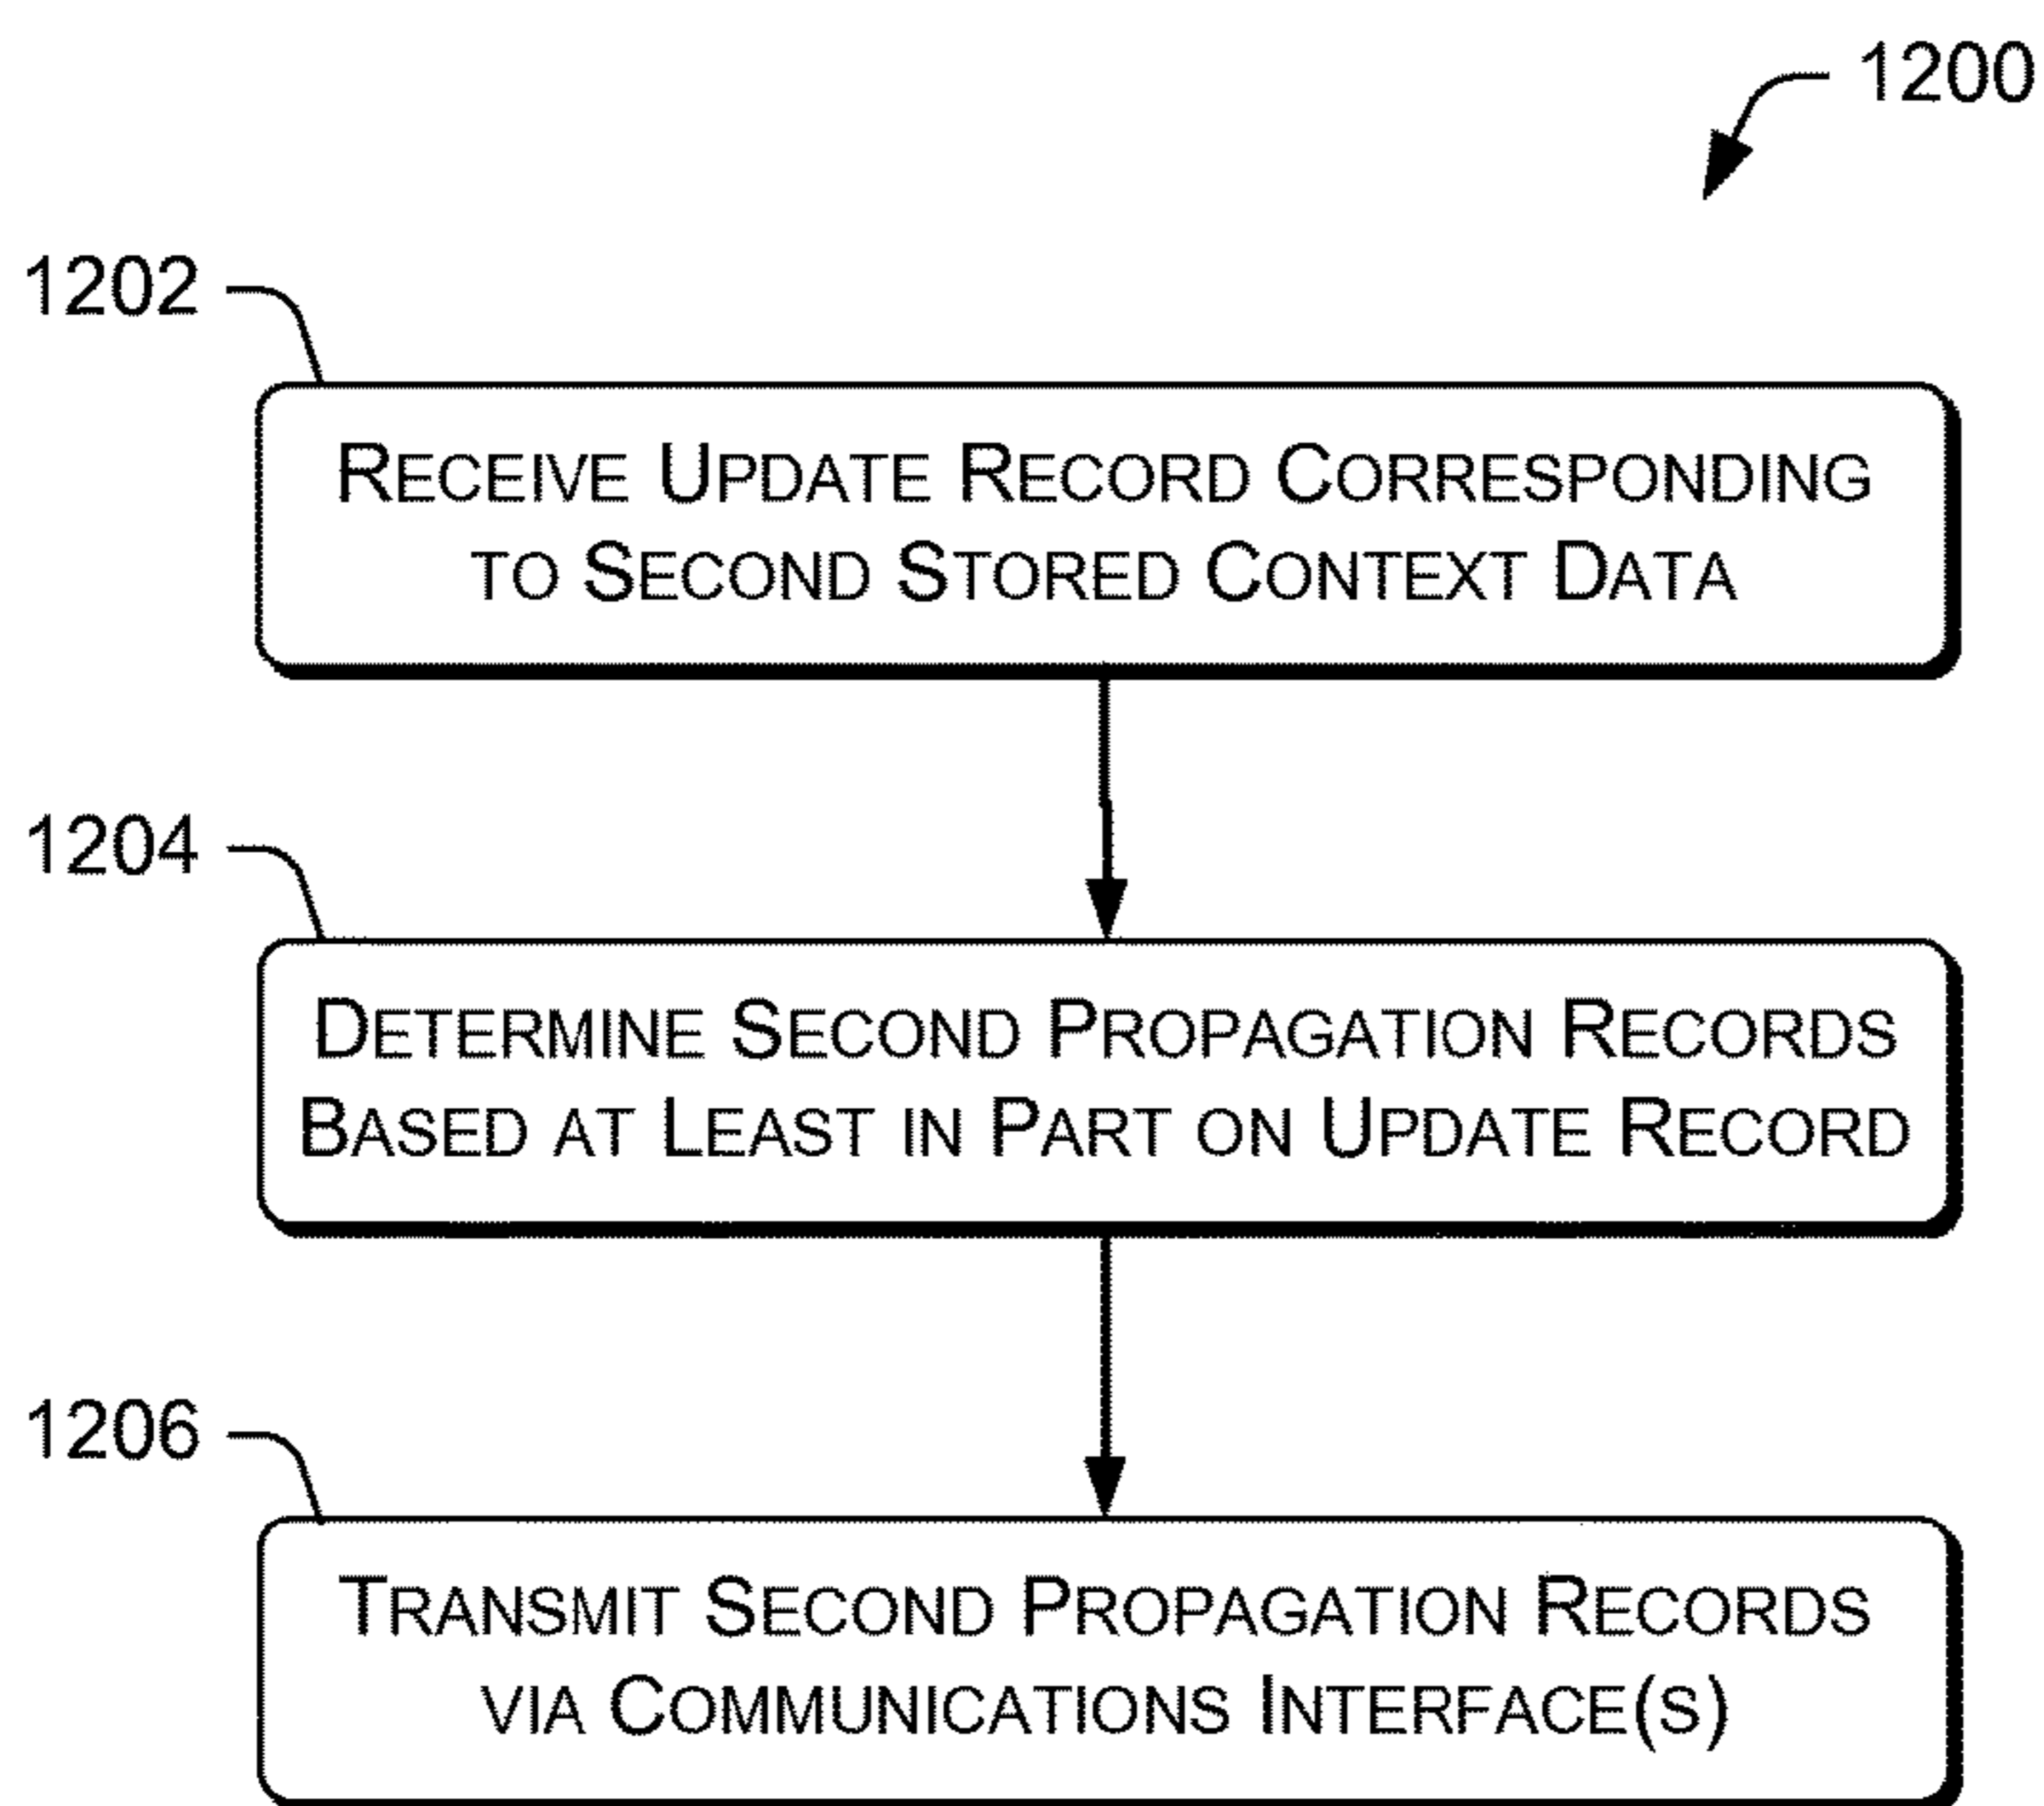 1200
1202
RECEIVE UPDATE RECORD CORRESPONDING
TO SECOND STORED CONTEXT DATA
1204
DETERMINE SECOND PROPAGATION RECORDS
BASED AT LEAST IN PART ON UPDATE RECORD
1206
TRANSMIT SECOND PROPAGATION RECORDS
VIA COMMUNICATIONS INTERFACE(S)